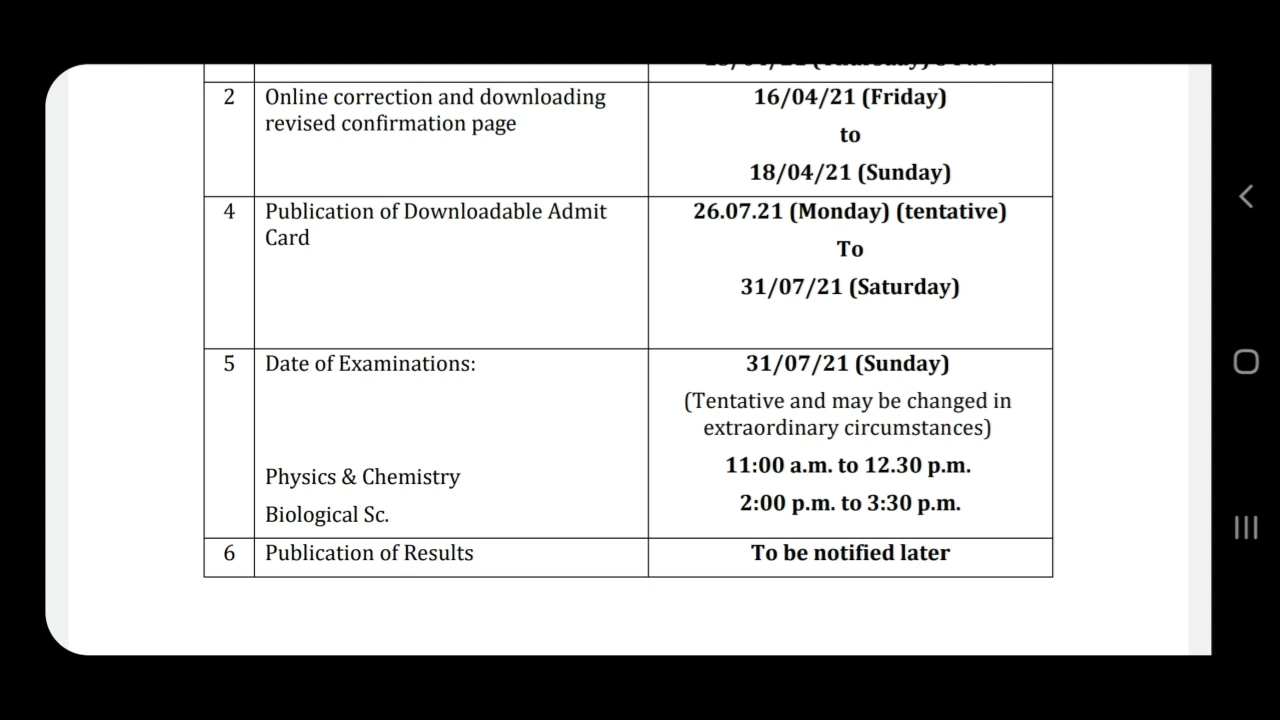 2
Online correction and downloading
revised confirmation page
16/04/21 (Friday)
to
18/04/21 (Sunday)
4
Publication of Downloadable Admit
Card
26.07.21 (Monday) (tentative)
To
31/07/21 (Saturday)
5
Date of Examinations:
31/07/21 (Sunday)
(Tentative and may be changed in
extraordinary circumstances)
Physics & Chemistry
11:00 a.m. to 12.30 p.m.
Biological Sc.
2:00 p.m. to 3:30 p.m.
6
Publication of Results
To be notified later